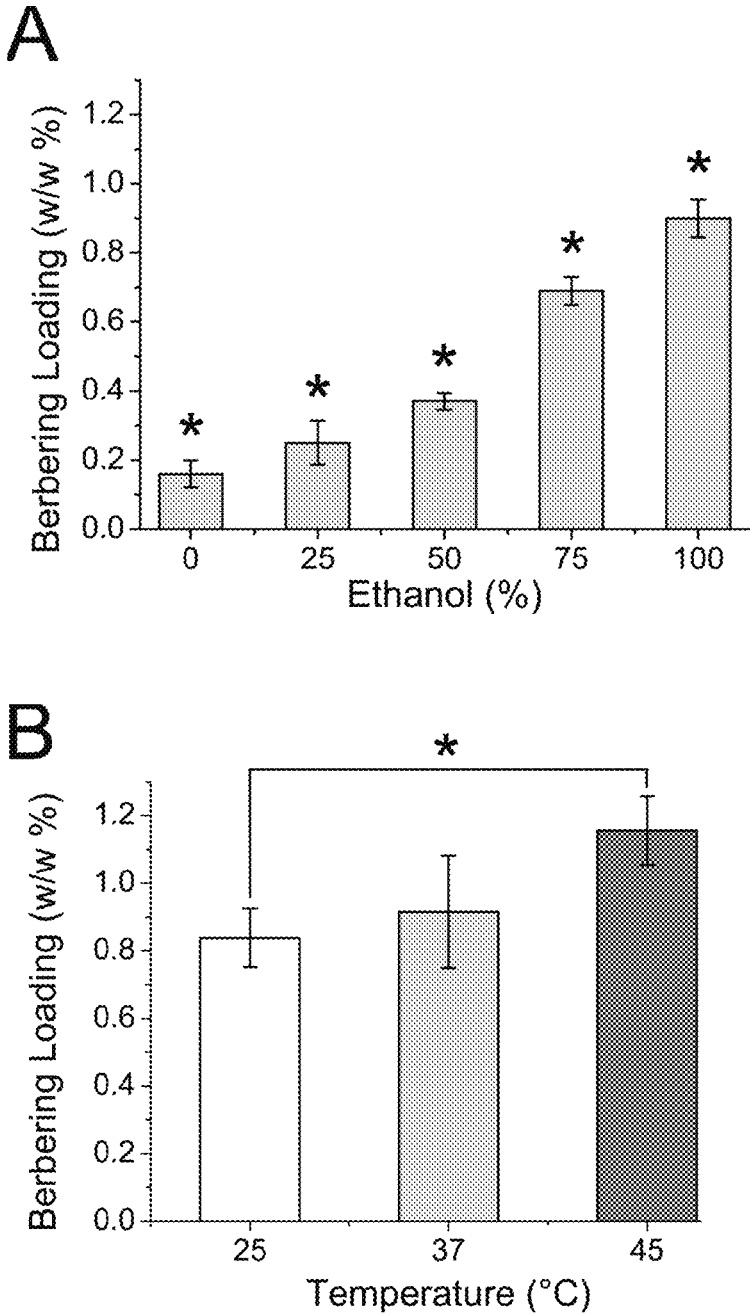 A
Berbering Loading (w/w %)
1.2
1.0
0.8
0.6
0.4
0.2
0.0
* * * * *
0 25 50 75 100
Ethanol (%)
B
*
Berbering Loading (w/w %)
1.2
1.0
0.8
0.6
0.4
0.2
0.0
25 37 45
Temperature (°C)